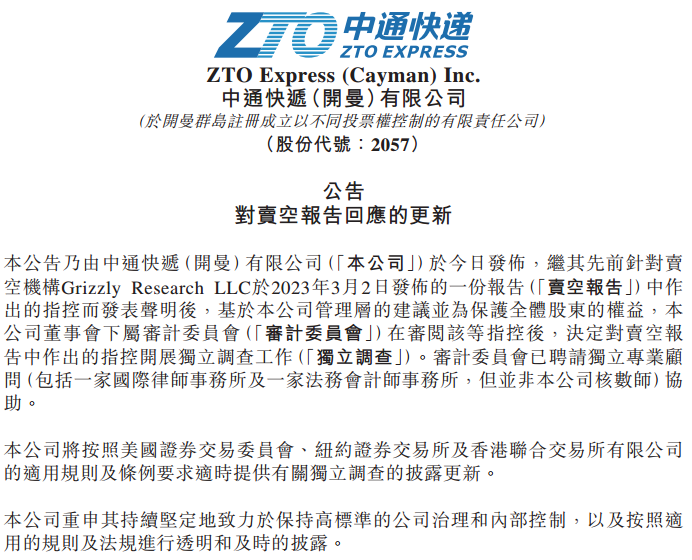 ZTO 中通快递
ZTO EXPRESS
ZTO Express (Cayman) Inc.
中通快遞(開曼)有限公司
(於開曼群島註冊成立以不同投票權控制的有限責任公司)
(股份代號：2057)
公告
對賣空報告回應的更新
本公告乃由中通快遞(開曼)有限公司(「本公司」)於今日發佈，繼其先前針對賣
空機構Grizzly Research LLC於2023年3月2日發佈的一份報告(「賣空報告」)中作
出的指控而發表聲明後，基於本公司管理層的建議並為保護全體股東的權益，本
公司董事會下屬審計委員會(「審計委員會」)在審閱該等指控後，決定對賣空報
告中作出的指控開展獨立調查工作(「獨立調查」)。審計委員會已聘請獨立專業顧
問(包括一家國際律師事務所及一家法務會計師事務所，但並非本公司核數師)協
助。
本公司將按照美國證券交易委員會、紐約證券交易所及香港聯合交易所有限公司
的適用規則及條例要求適時提供有關獨立調查的披露更新。
本公司重申其持續堅定地致力於保持高標準的公司治理和內部控制，以及按照適
用的規則及法規進行透明和及時的披露。